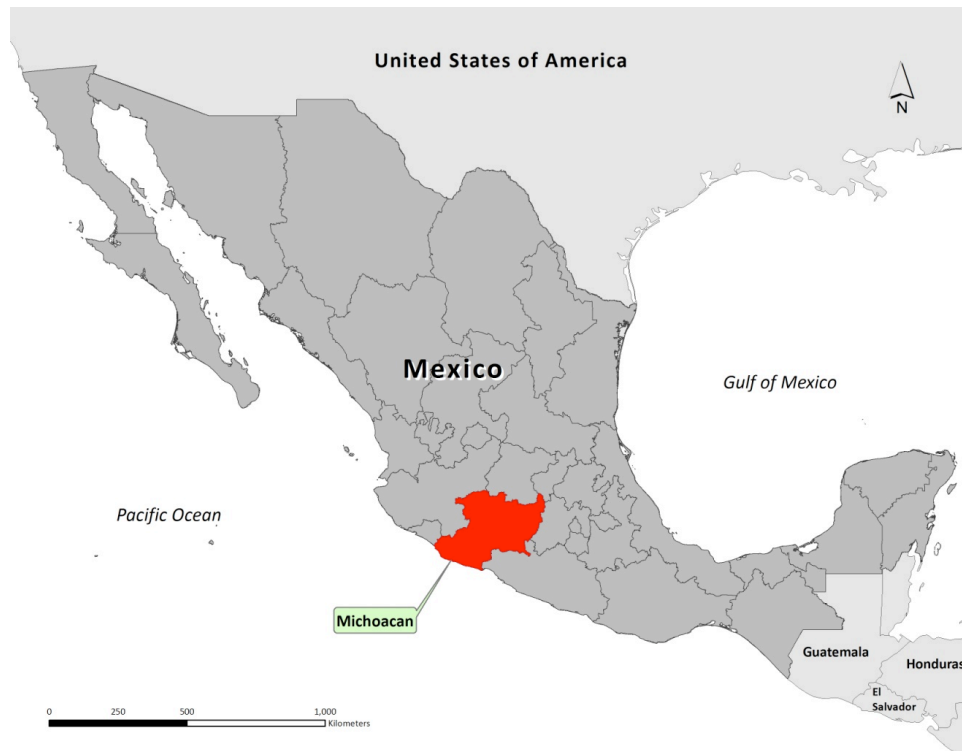 United States of America
N
Mexico
Gulf of Mexico
Pacific Ocean
Michoacan
Guatemala
Honduras
El
Salvador
0 250 500 1,000
Kilometers